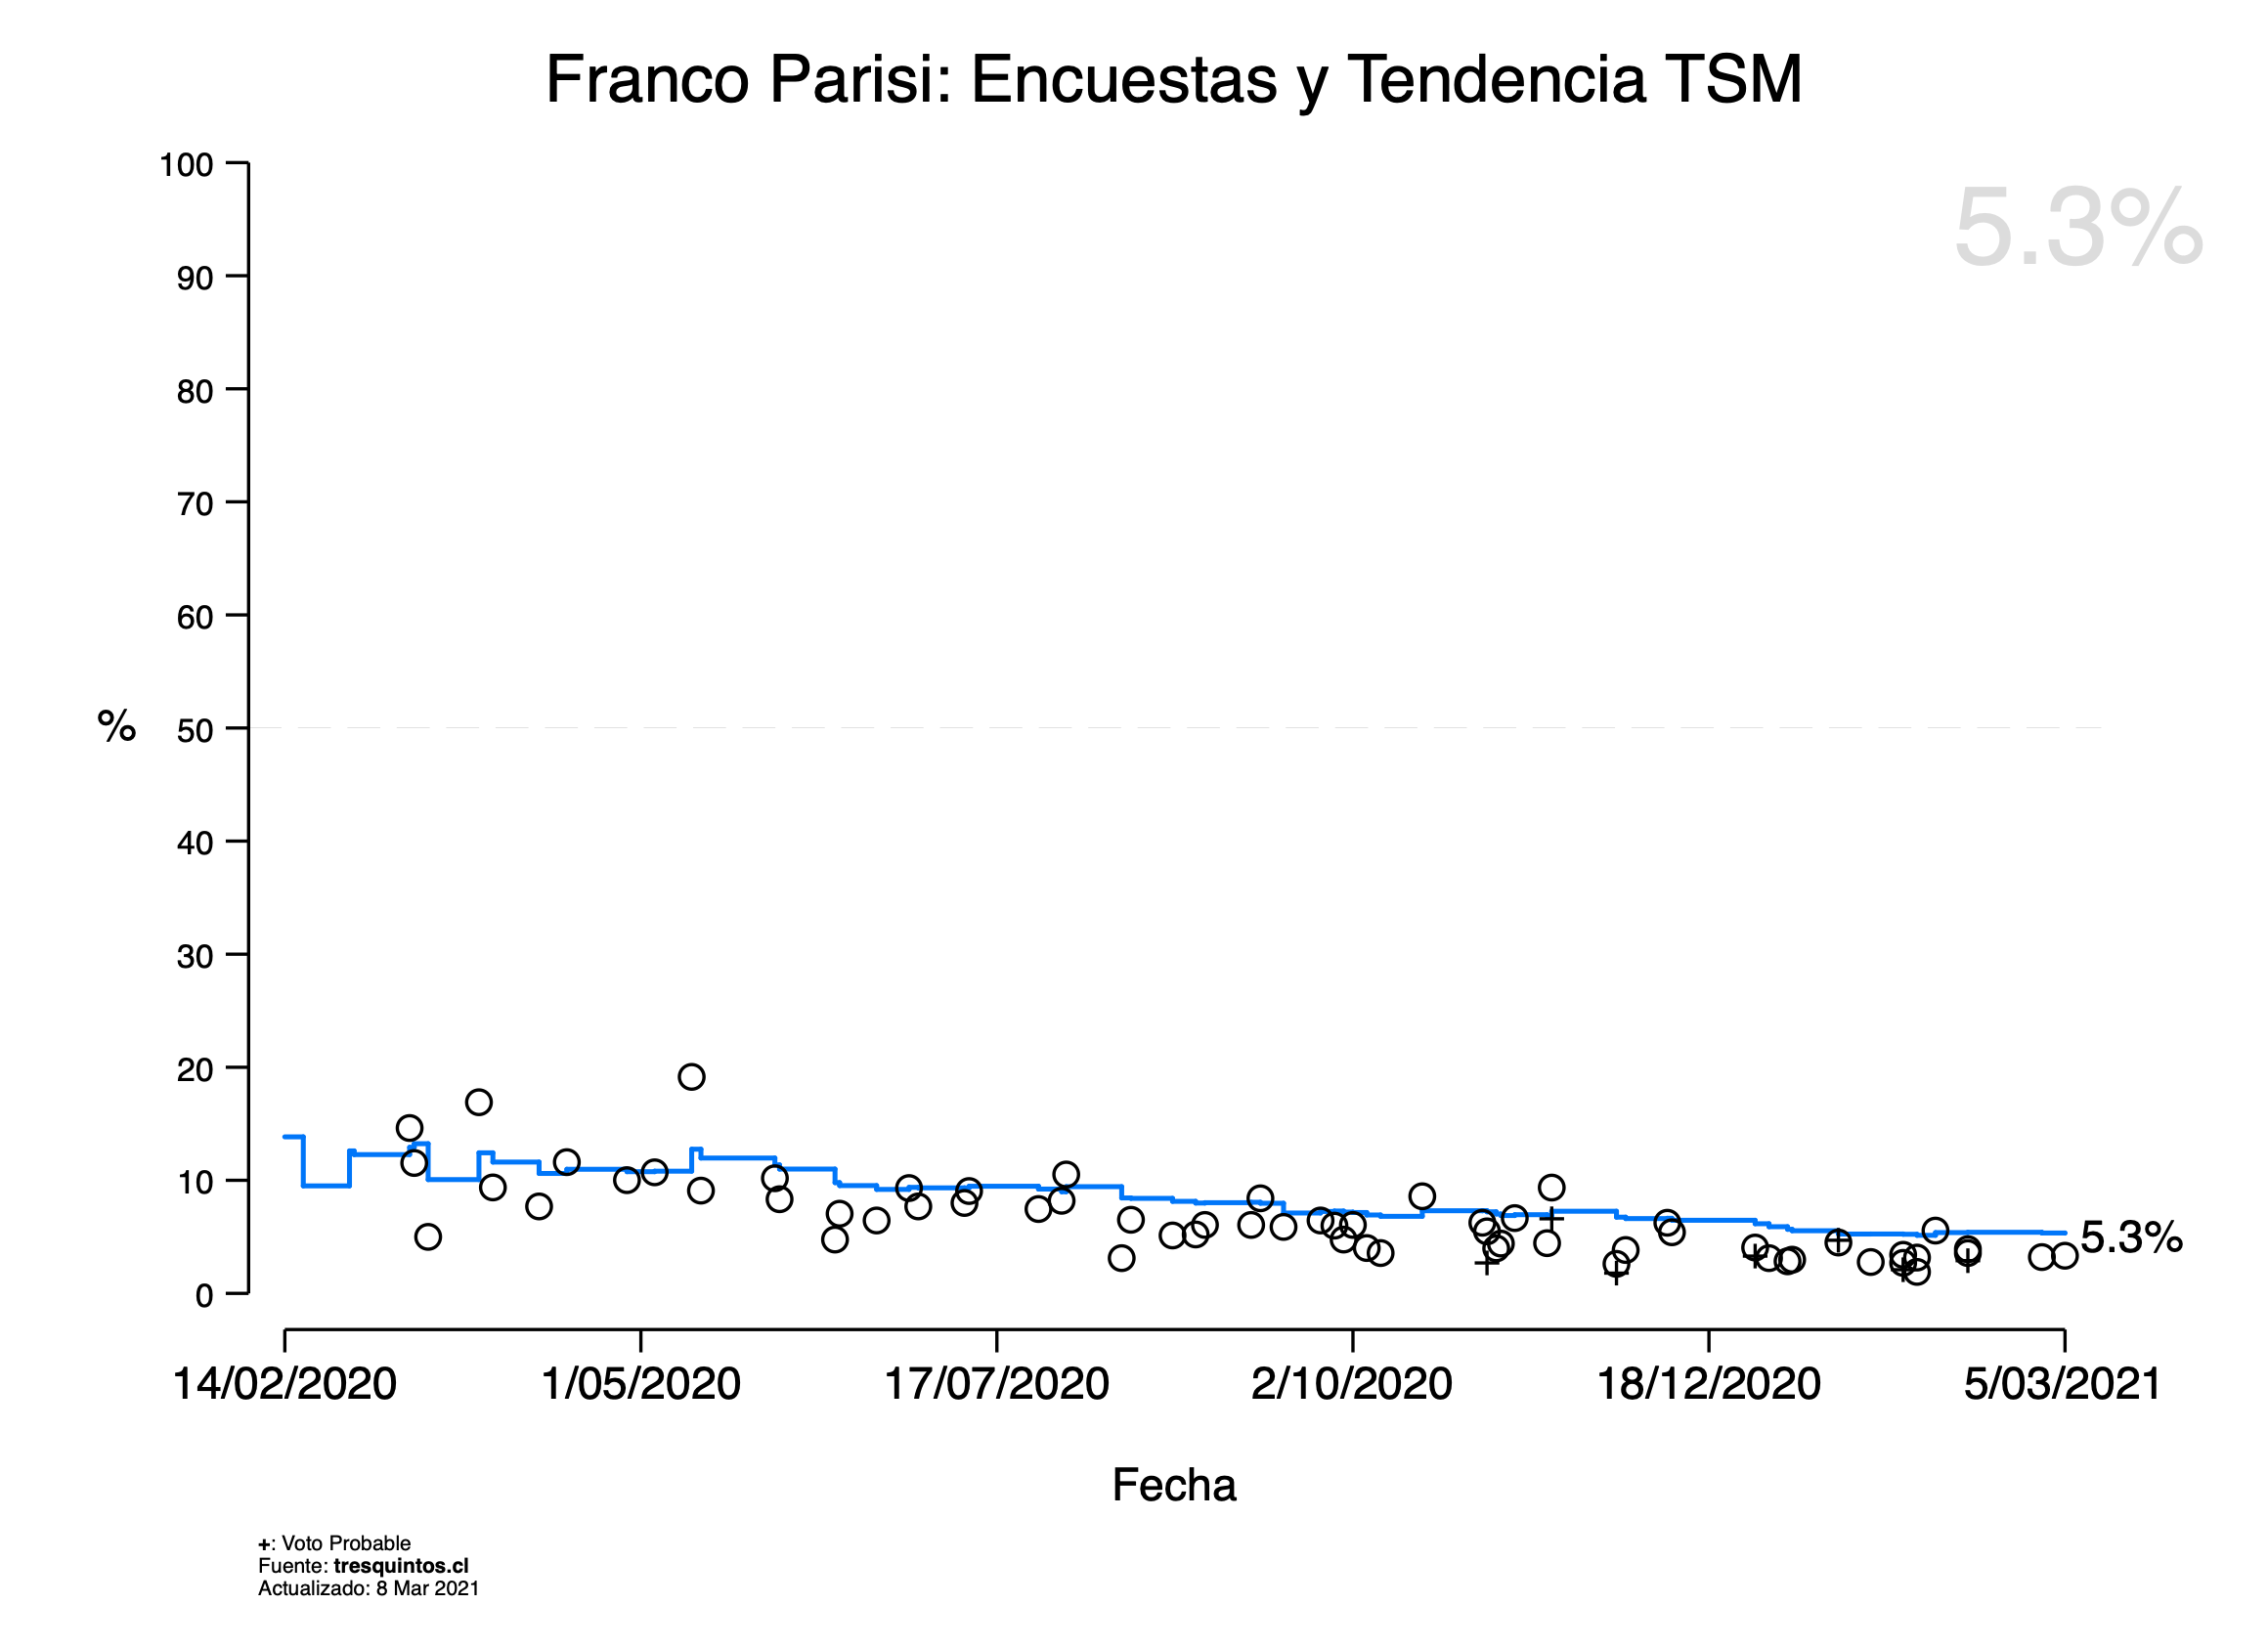 Franco Parisi: Encuestas y Tendencia TSM
5.3%
100
90
80
70
60
% 50
40
30
20
10
5.3%
0
14/02/2020 1/05/2020 17/07/2020 2/10/2020 18/12/2020 5/03/2021
Fecha
+: Voto Probable
Fuente: tresquintos.cl
Actualizado: 8 Mar 2021